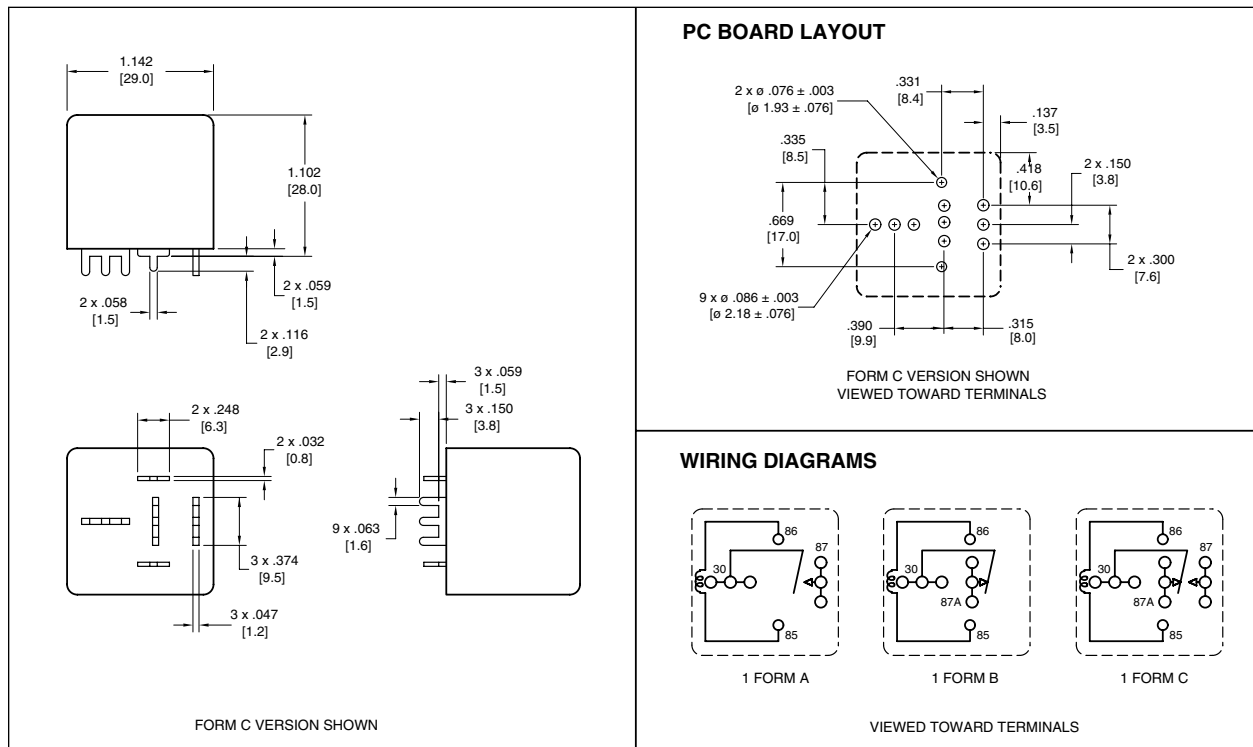 1.142
[29.0]
1.102
[28.0]
2 x .058
[1.5]
2 x .059
[1.5]
2 x .116
[2.9]
2 x .248
[6.3]
2 x .032
[0.8]
3 x .374
[9.5]
3 x .047
[1.2]
3 x .059
[1.5]
3 x .150
[3.8]
9 x .063
[1.6]
FORM C VERSION SHOWN
PC BOARD LAYOUT
2 x ø .076 ± .003
[ø 1.93 ± .076]
.331
[8.4]
.137
[3.5]
.335
[8.5]
.418
[10.6]
2 x .150
[3.8]
.669
[17.0]
2 x .300
[7.6]
9 x ø .086 ± .003
[ø 2.18 ± .076]
.390
[9.9]
.315
[8.0]
FORM C VERSION SHOWN
VIEWED TOWARD TERMINALS
WIRING DIAGRAMS
86
87
30
85
1 FORM A
86
30
87A
85
1 FORM B
86
87
30
87A
85
1 FORM C
VIEWED TOWARD TERMINALS